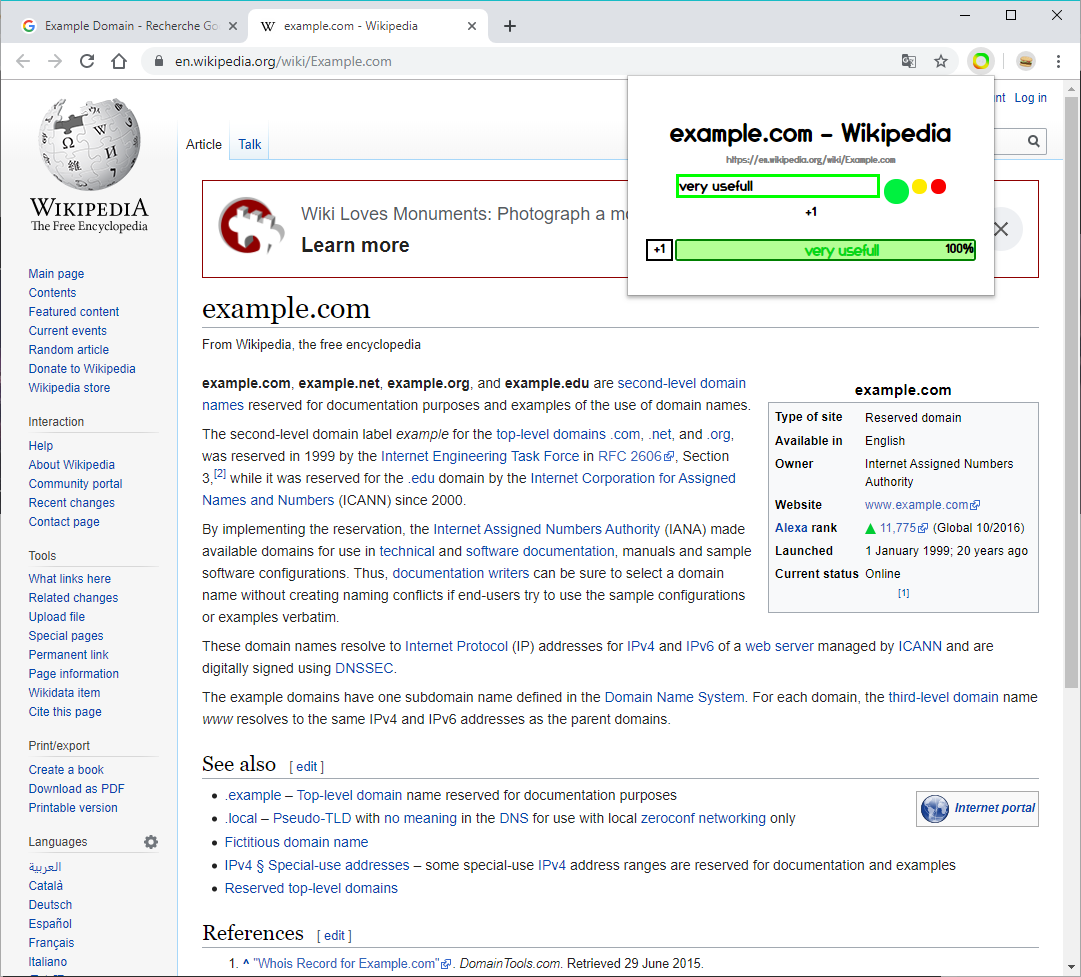 Example Domain - Recherche Go
example.com - Wikipedia
en.wikipedia.org/wiki/Example.com
nt Log in
WIKIPEDIA
The Free Encyclopedia
Article Talk
example.com - Wikipedia
https://en.wikipedia.org/wiki/Example.com
very usefull
+1
+1 very usefull 100%
Wiki Loves Monuments: Photograph a mo
Learn more
Main page
Contents
Featured content
Current events
Random article
Donate to Wikipedia
Wikipedia store
Interaction
Help
About Wikipedia
Community portal
Recent changes
Contact page
Tools
What links here
Related changes
Upload file
Special pages
Permanent link
Page information
Wikidata item
Cite this page
Print/export
Create a book
Download as PDF
Printable version
Languages
العربية
Català
Deutsch
Español
Français
Italiano
example.com
From Wikipedia, the free encyclopedia
example.com, example.net, example.org, and example.edu are second-level domain
names reserved for documentation purposes and examples of the use of domain names.
The second-level domain label example for the top-level domains .com, .net, and .org,
was reserved in 1999 by the Internet Engineering Task Force in RFC 2606, Section
3,[2] while it was reserved for the .edu domain by the Internet Corporation for Assigned
Names and Numbers (ICANN) since 2000.
By implementing the reservation, the Internet Assigned Numbers Authority (IANA) made
available domains for use in technical and software documentation, manuals and sample
software configurations. Thus, documentation writers can be sure to select a domain
name without creating naming conflicts if end-users try to use the sample configurations
or examples verbatim.
These domain names resolve to Internet Protocol (IP) addresses for IPv4 and IPv6 of a web server managed by ICANN and are
digitally signed using DNSSEC.
The example domains have one subdomain name defined in the Domain Name System. For each domain, the third-level domain name
www resolves to the same IPv4 and IPv6 addresses as the parent domains.
example.com
Type of site Reserved domain
Available in English
Owner Internet Assigned Numbers
Authority
Website www.example.com
Alexa rank ▲ 11,775 (Global 10/2016)
Launched 1 January 1999; 20 years ago
Current status Online
[1]
See also [ edit ]
• .example – Top-level domain name reserved for documentation purposes
• .local – Pseudo-TLD with no meaning in the DNS for use with local zeroconf networking only
• Fictitious domain name
• IPv4 § Special-use addresses – some special-use IPv4 address ranges are reserved for documentation and examples
• Reserved top-level domains
Internet portal
References [ edit ]
1. ^ "Whois Record for Example.com". DomainTools.com. Retrieved 29 June 2015.